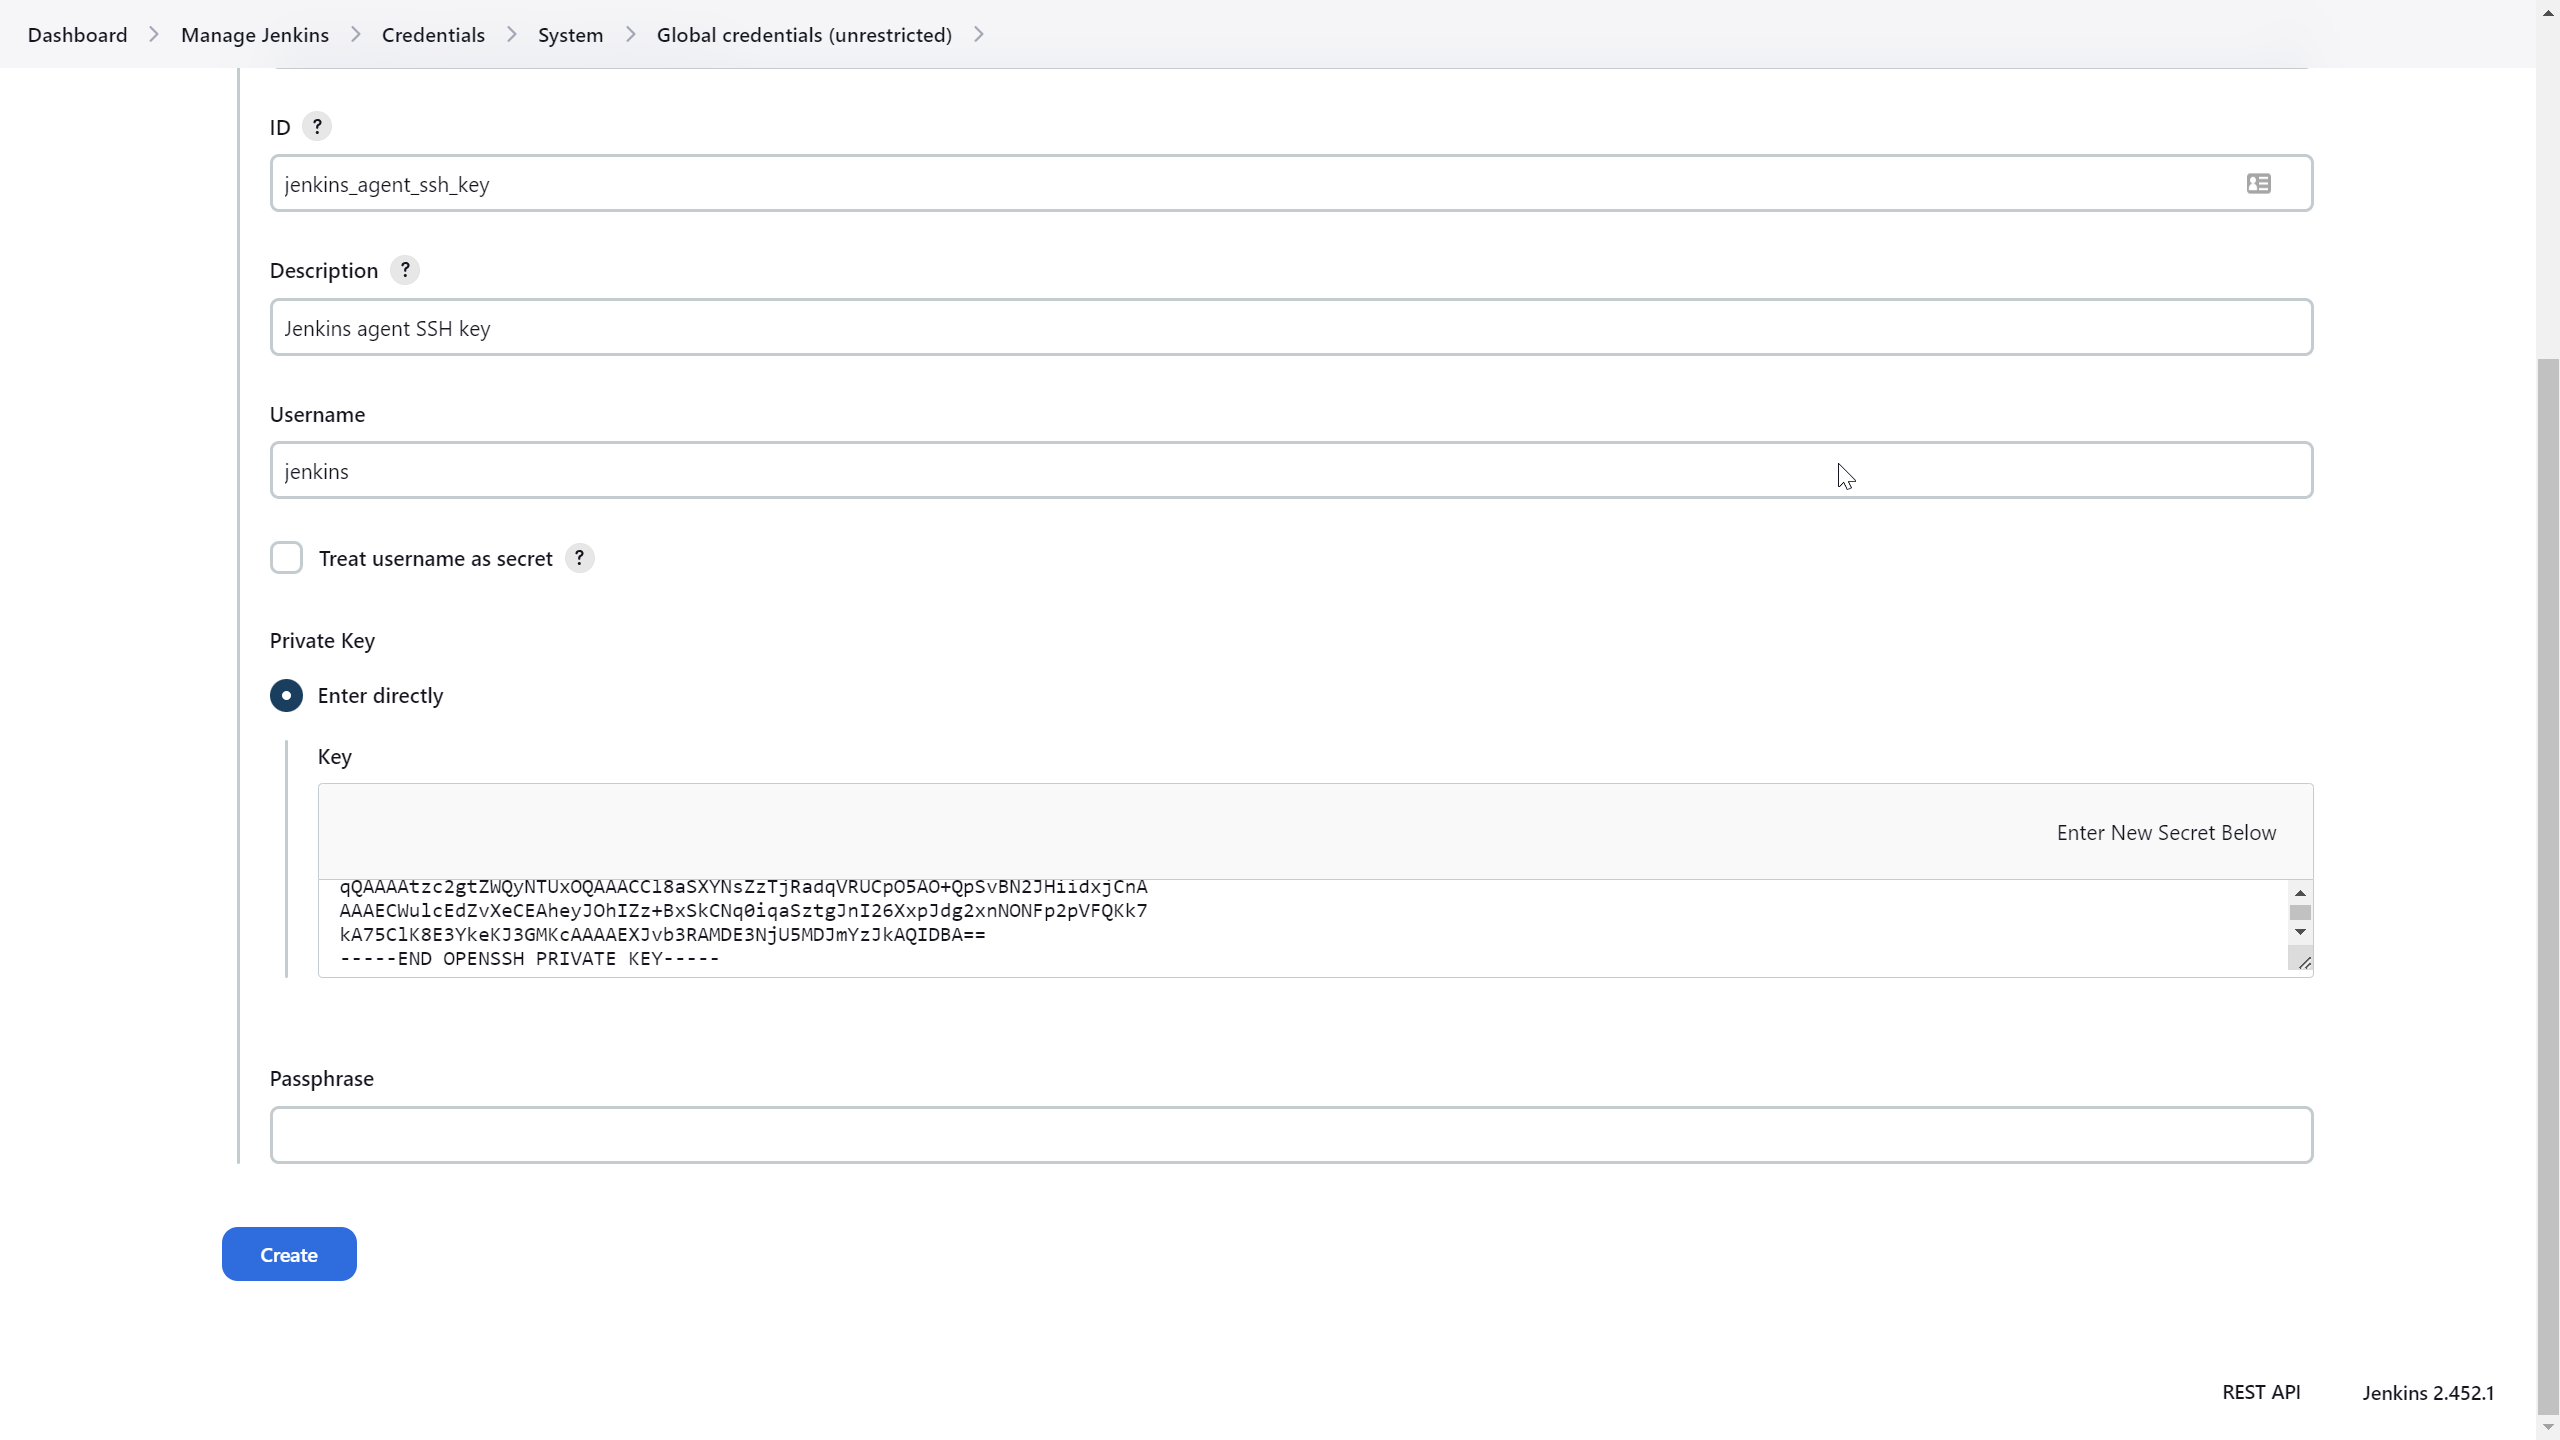 Dashboard > Manage Jenkins > Credentials > System > Global credentials (unrestricted) >
ID ?
jenkins_agent_ssh_key
Description ?
Jenkins agent SSH key
Username
jenkins
Treat username as secret ?
Private Key
Enter directly
Key
Enter New Secret Below
qQAAAAtzc2gtZWQyNTUxOQAAACCl8aSXYNsZzTjRadqVRUCpO5AO+QpSvBN2JHiidxjCnA
AAAECWulcEdZvXeCEAheyJOhIZz+BxSkCNq0iqaSztgJnI26XxpJdg2xnNONFp2pVFQKk7
kA75ClK8E3YkeKJ3GMKcAAAAEXJvb3RAMDE3NjU5MDJmYzJkAQIDBA==
-----END OPENSSH PRIVATE KEY-----
Passphrase
Create
REST API
Jenkins 2.452.1